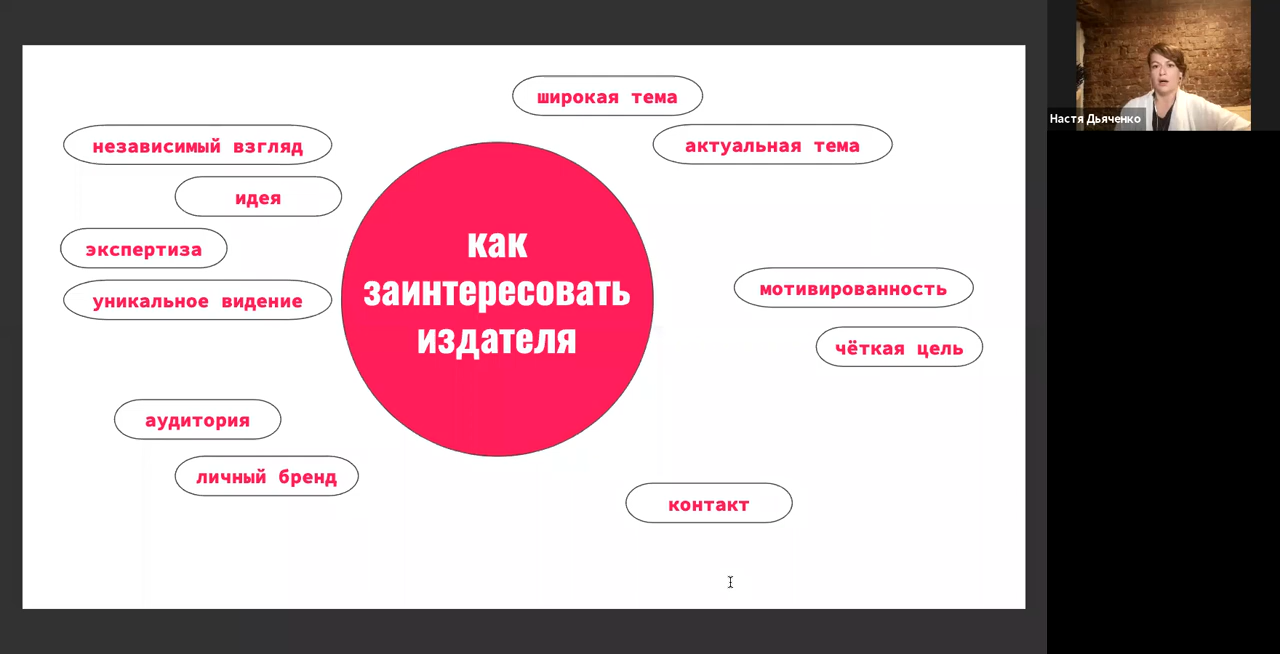 широкая тема
независимый взгляд
актуальная тема
идея
экспертиза
уникальное видение
как
заинтересовать
издателя
мотивированность
чёткая цель
аудитория
личный бренд
контакт
Настя Дьяченко